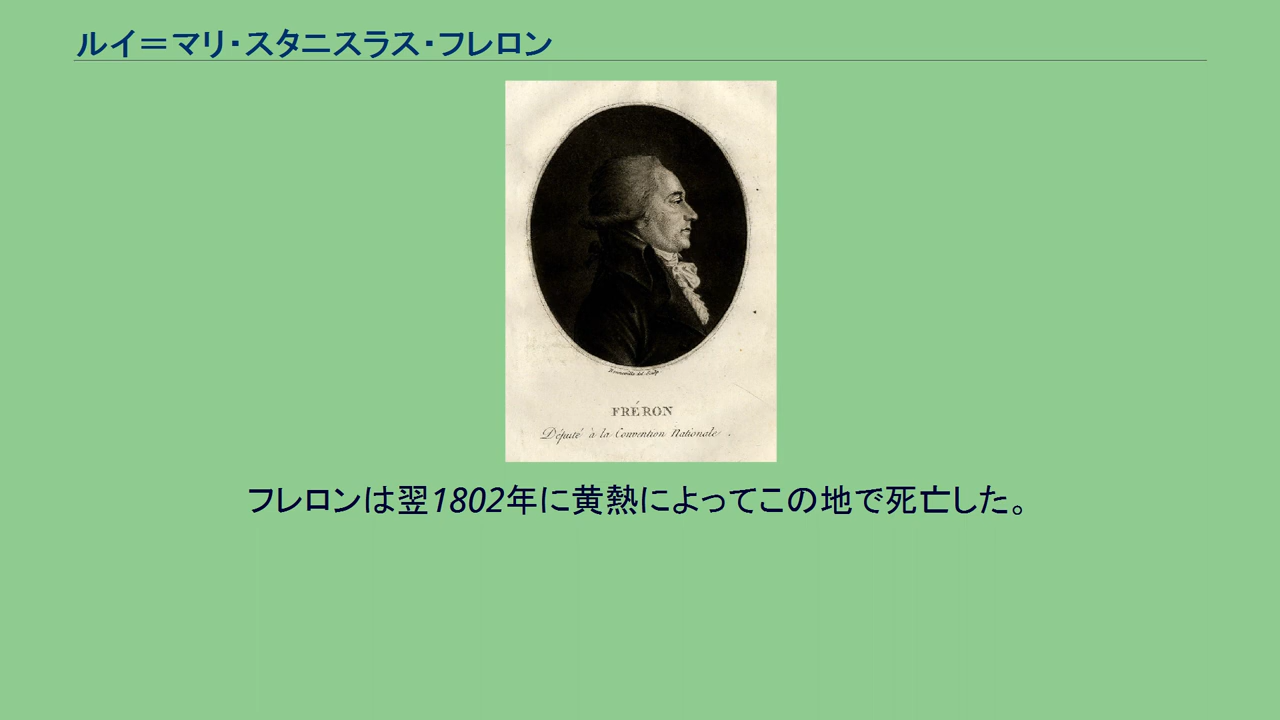 ルイ＝マリ・スタニスラス・フレロン
FRÉRON
Député à la Convention Nationale .
フレロンは翌1802年に黄熱によってこの地で死亡した。